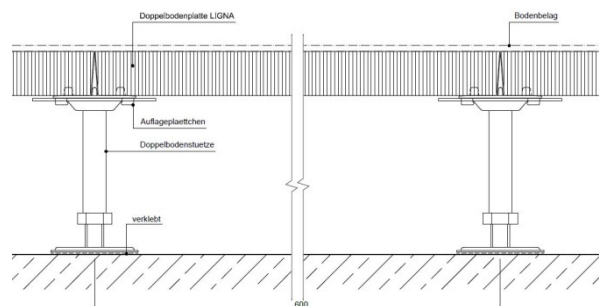 Doppelbodenplatte LIGNA
Bodenbelag
Auflageplaettchen
Doppelbodenstuetze
verklebt
600